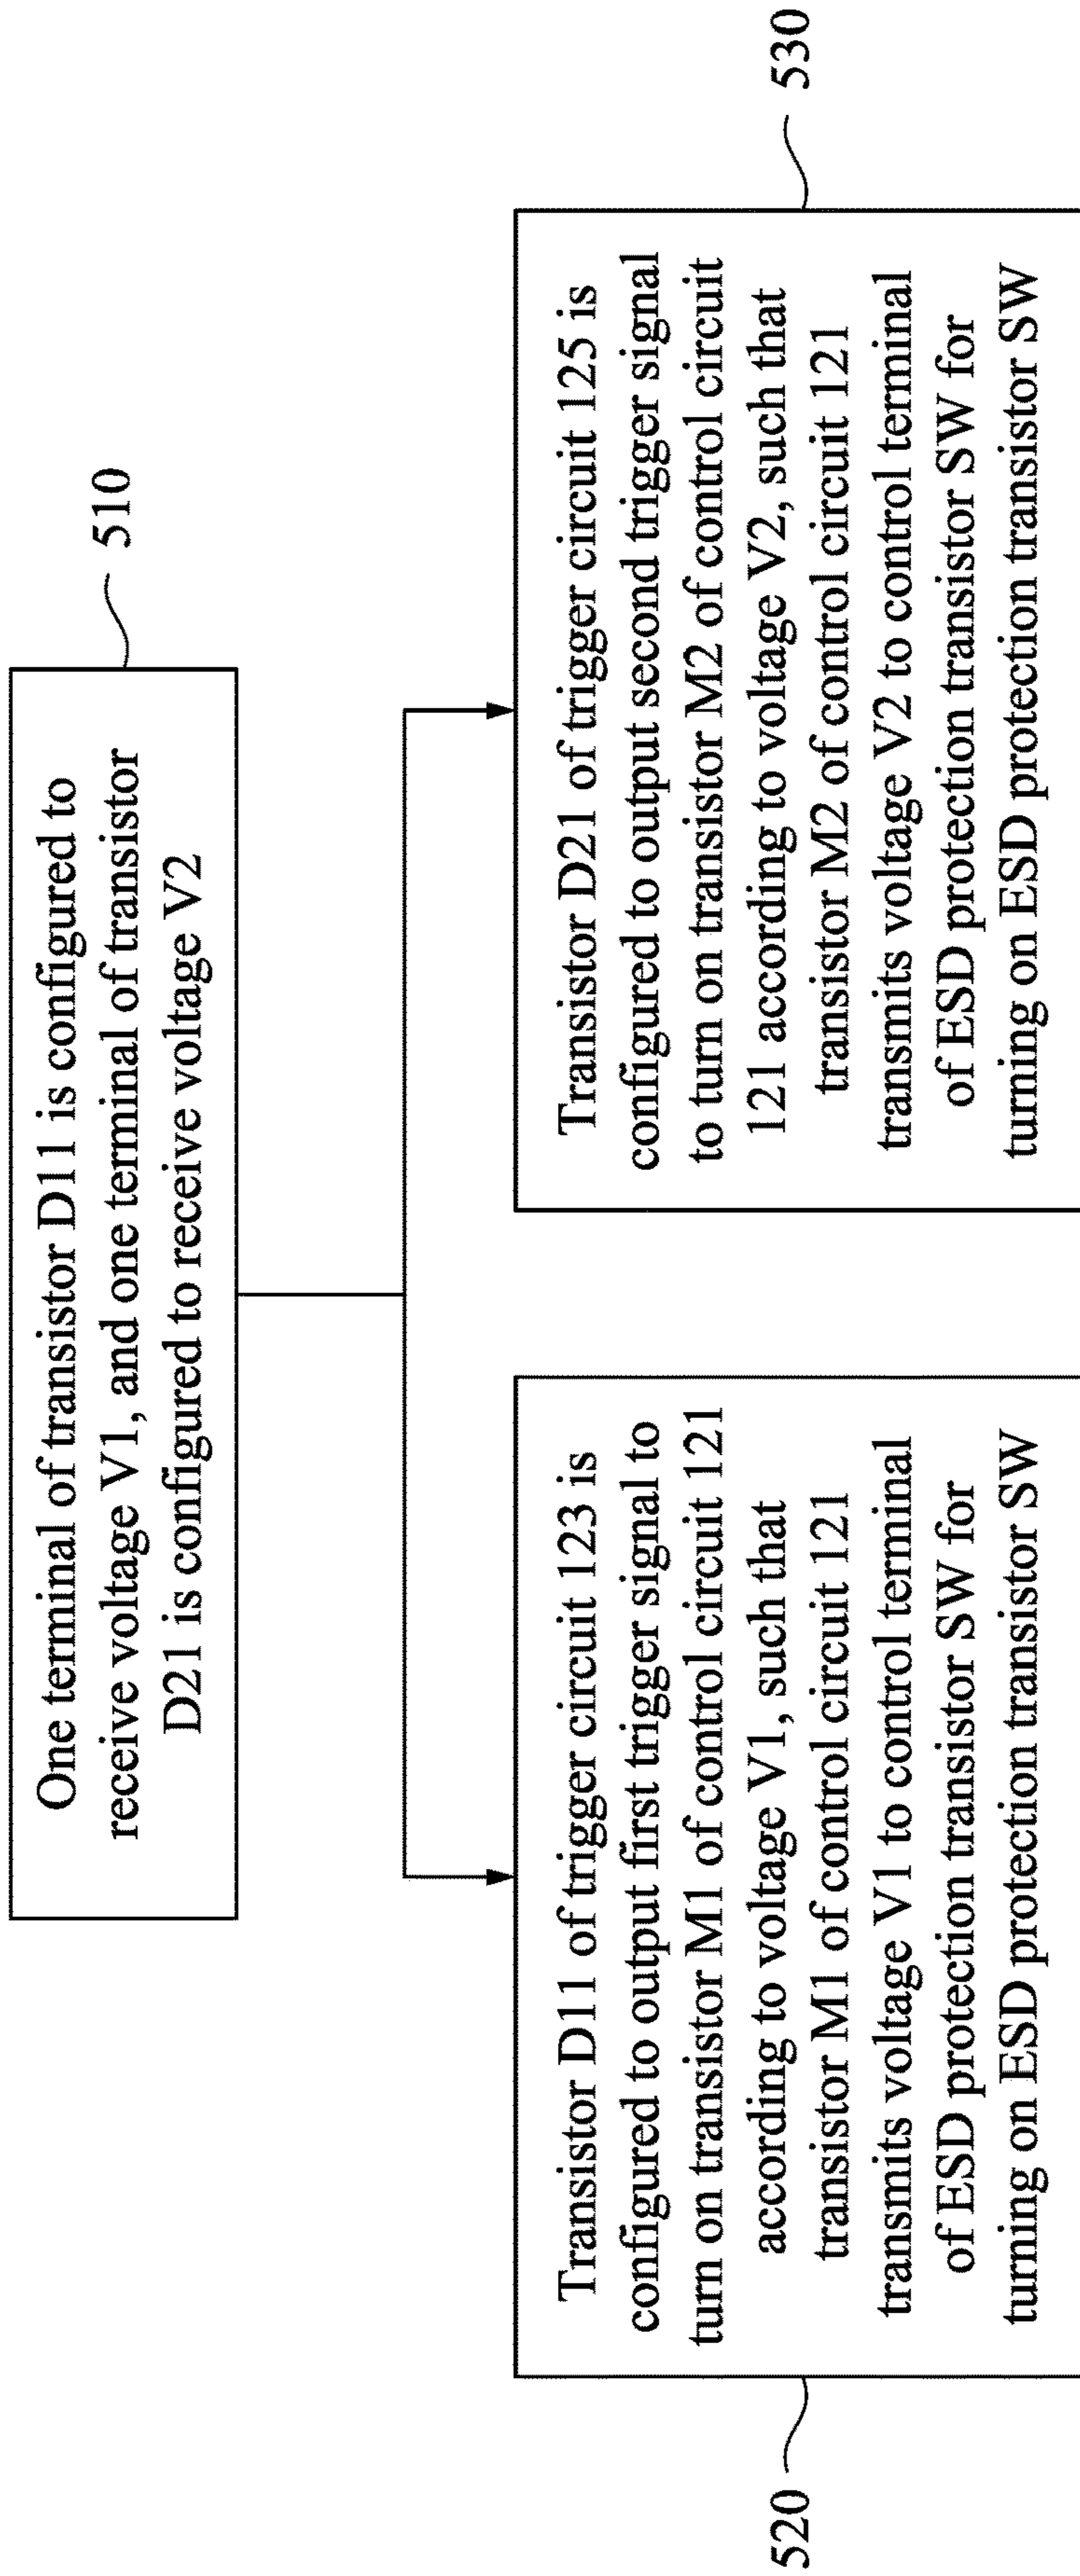 One terminal of transistor D11 is configured to
receive voltage V1, and one terminal of transistor
D21 is configured to receive voltage V2
510
Transistor D11 of trigger circuit 123 is
configured to output first trigger signal to
turn on transistor M1 of control circuit 121
according to voltage V1, such that
transistor M1 of control circuit 121
transmits voltage V1 to control terminal
of ESD protection transistor SW for
turning on ESD protection transistor SW
520
Transistor D21 of trigger circuit 125 is
configured to output second trigger signal
to turn on transistor M2 of control circuit
121 according to voltage V2, such that
transistor M2 of control circuit 121
transmits voltage V2 to control terminal
of ESD protection transistor SW for
turning on ESD protection transistor SW
530